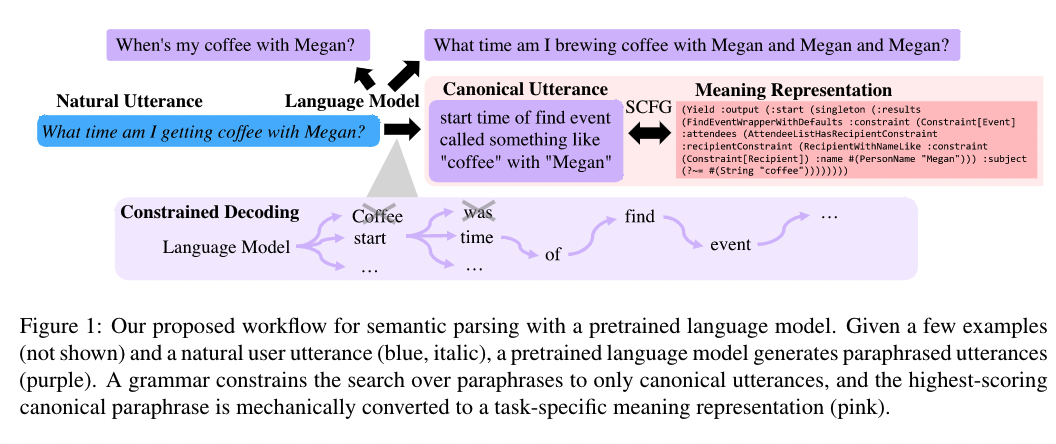 When's my coffee with Megan?
What time am I brewing coffee with Megan and Megan and Megan?
Natural Utterance
Language Model
What time am I getting coffee with Megan?
Canonical Utterance
start time of find event
called something like
"coffee" with "Megan"
SCFG
Meaning Representation
(Yield :output (:start (singleton (:results
(FindEventWrapperWithDefaults :constraint (Constraint[Event]
:attendees (AttendeeListHasRecipientConstraint
:recipientConstraint (RecipientWithNameLike :constraint
(Constraint[Recipient]) :name #(PersonName "Megan"))) :subject
(?~= #(String "coffee"))))))))
Constrained Decoding
Language Model
Coffee
start
...
was
time
...
of
find
event
...
Figure 1: Our proposed workflow for semantic parsing with a pretrained language model. Given a few examples
(not shown) and a natural user utterance (blue, italic), a pretrained language model generates paraphrased utterances
(purple). A grammar constrains the search over paraphrases to only canonical utterances, and the highest-scoring
canonical paraphrase is mechanically converted to a task-specific meaning representation (pink).